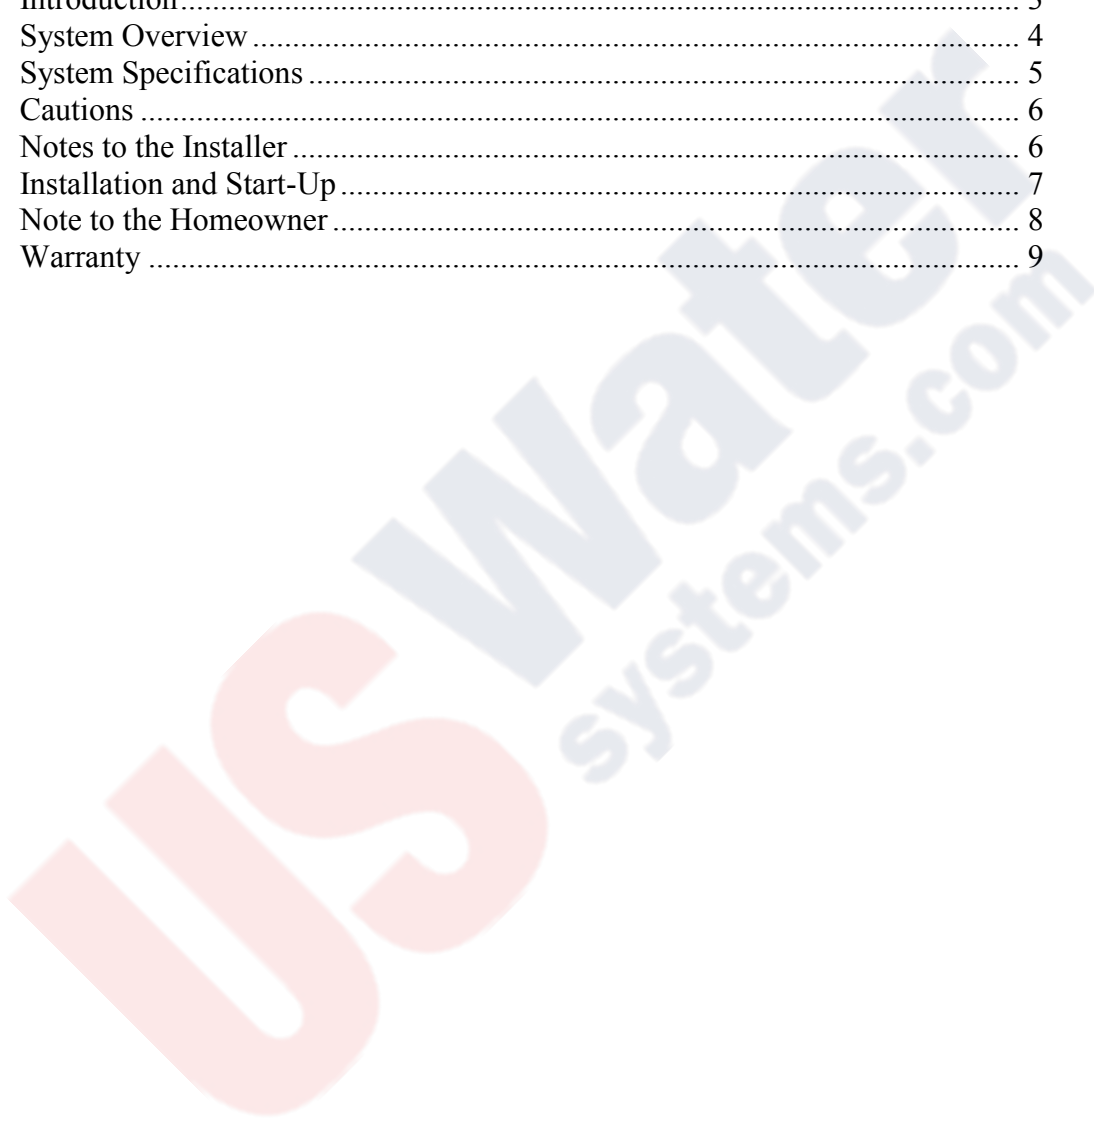 Introduction........................................................................................................ 3
System Overview ................................................................................................ 4
System Specifications ......................................................................................... 5
Cautions .............................................................................................................. 6
Notes to the Installer ........................................................................................... 6
Installation and Start-Up ..................................................................................... 7
Note to the Homeowner ...................................................................................... 8
Warranty ............................................................................................................. 9
US Water
systems.com